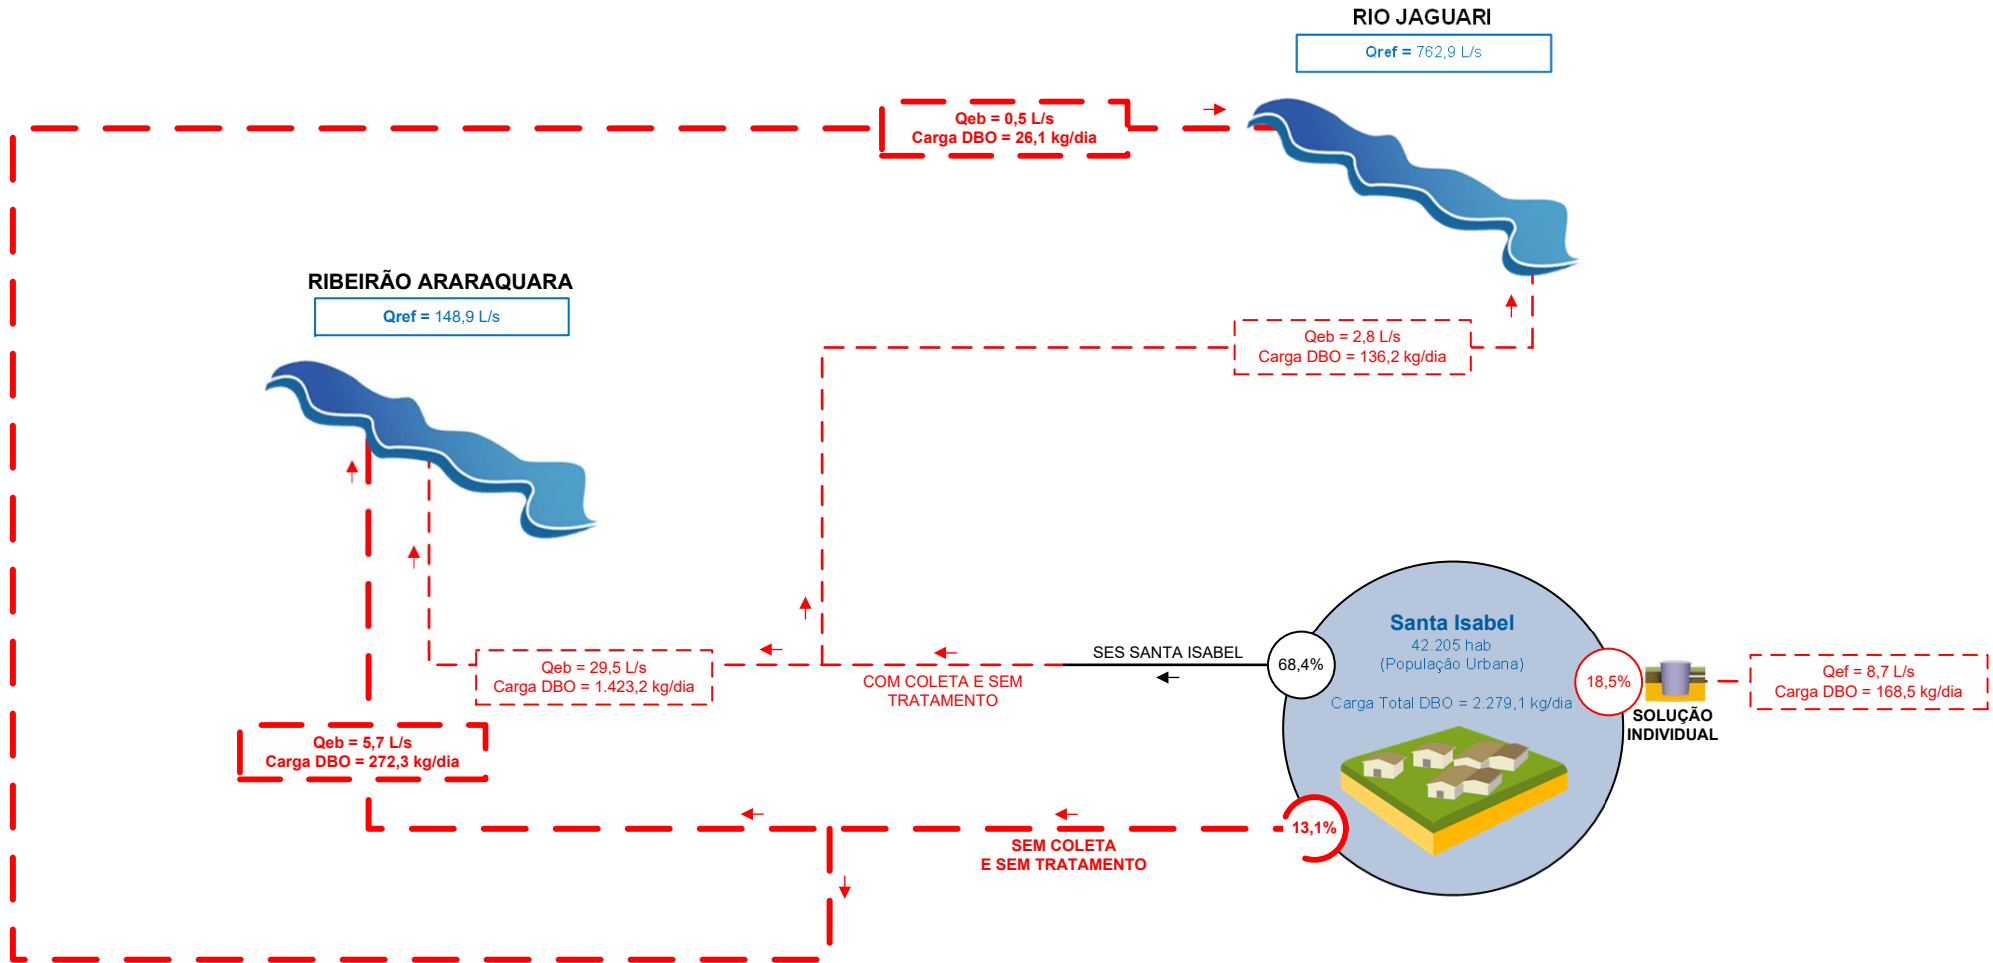 RIO JAGUARI
Qref = 762,9 L/s
Qeb = 0,5 L/s
Carga DBO = 26,1 kg/dia
RIBEIRÃO ARARAQUARA
Qref = 148,9 L/s
Qeb = 2,8 L/s
Carga DBO = 136,2 kg/dia
Santa Isabel
42.205 hab
(População Urbana)
Carga Total DBO = 2.279,1 kg/dia
SES SANTA ISABEL
68,4%
COM COLETA E SEM
TRATAMENTO
Qeb = 29,5 L/s
Carga DBO = 1.423,2 kg/dia
18,5%
SOLUÇÃO
INDIVIDUAL
Qef = 8,7 L/s
Carga DBO = 168,5 kg/dia
Qeb = 5,7 L/s
Carga DBO = 272,3 kg/dia
13,1%
SEM COLETA
E SEM TRATAMENTO